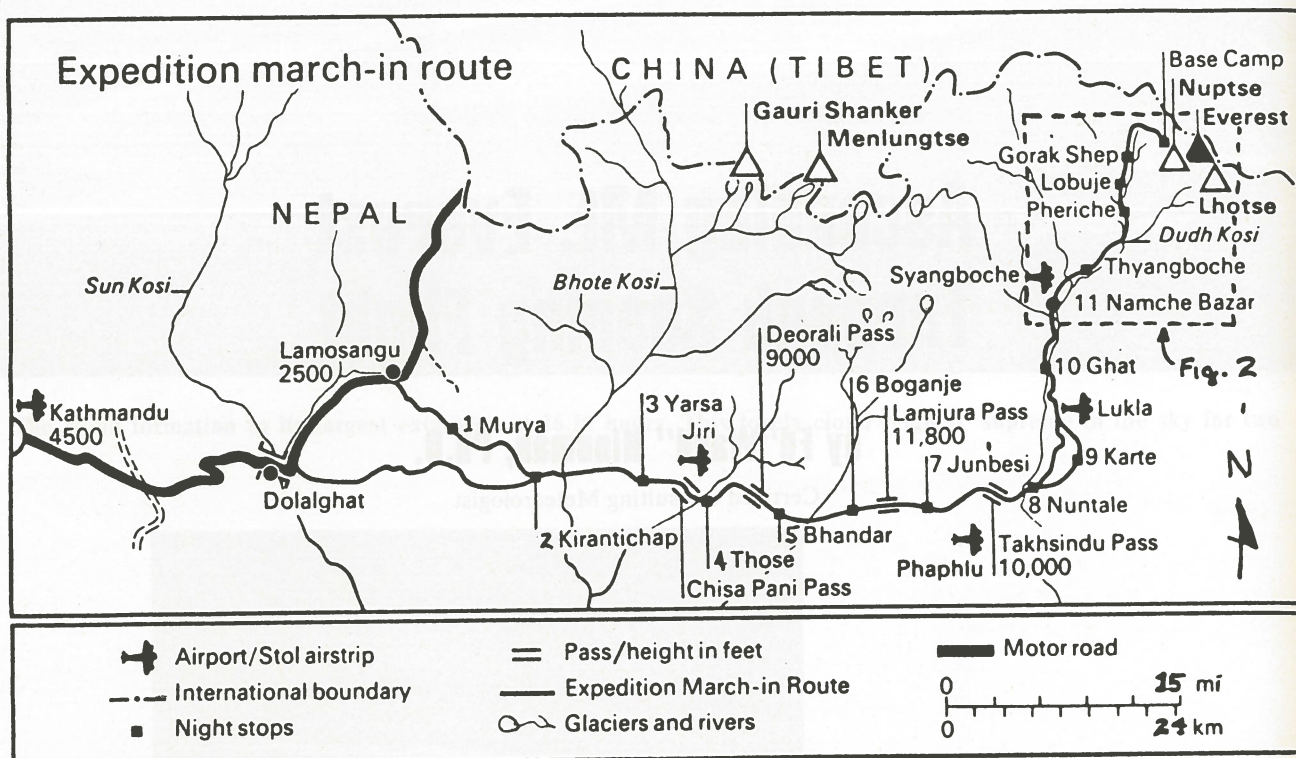 Expedition march-in route
CHINA (TIBET)
Base Camp
Nuptse
Everest
Gauri Shanker
Menlungtse
Gorak Shep
Lobuje
Pheriche
Lhotse
NEPAL
Dudh Kosi
Sun Kosi
Bhote Kosi
Syangboche
Thyangboche
11 Namche Bazar
Deorali Pass
9000
Lamosangu
2500
10 Ghat
Fig. 2
6 Boganje
Kathmandu
4500
3 Yarsa
Lamjura Pass
11,800
Lukla
1 Murya
Jiri
7 Junbesi
9 Karte
N
Dolalghat
8 Nuntale
2 Kirantichap
5 Bhandar
4 Thosé
Takhsindu Pass
10,000
Phaphlu
Chisa Pani Pass
Airport/Stol airstrip
Pass/height in feet
Motor road
International boundary
Expedition March-in Route
0 15 mi
Night stops
Glaciers and rivers
0 24 km